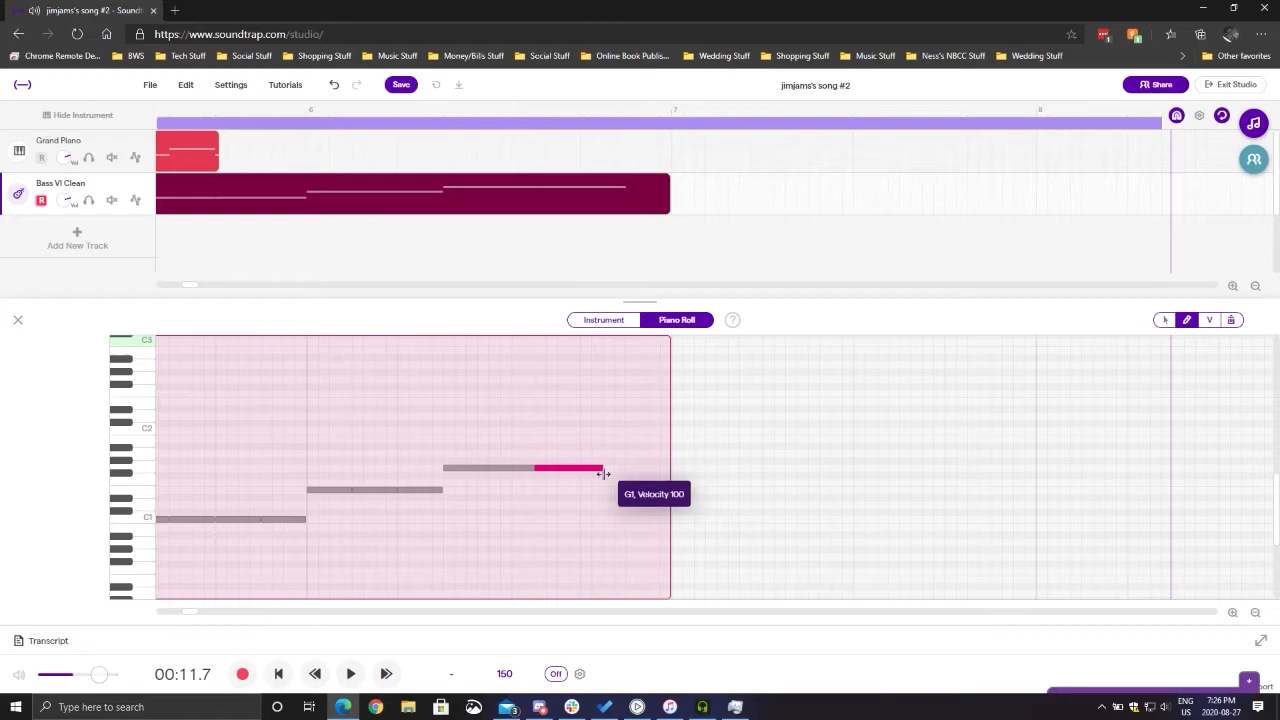 jimjams's song #2 - Soundt
https://www.soundtrap.com/studio/
Chrome Remote De...
BWS
Tech Stuff
Social Stuff
Shopping Stuff
Music Stuff
Money/Bills Stuff
Social Stuff
Online Book Publis...
Wedding Stuff
Shopping Stuff
Music Stuff
Ness's NBCC Stuff
Wedding Stuff
Other favorites
File
Edit
Settings
Tutorials
Save
jimjams's song #2
Share
Exit Studio
Hide Instrument
6
7
8
Grand Piano
R
Vol
Bass VI Clean
R
Vol
Add New Track
Instrument
Piano Roll
?
V
C3
C2
G1, Velocity 100
C1
Transcript
00:11.7
-
150
Off
port
Type here to search
3
ENG
7:26 PM
US
2020-08-27